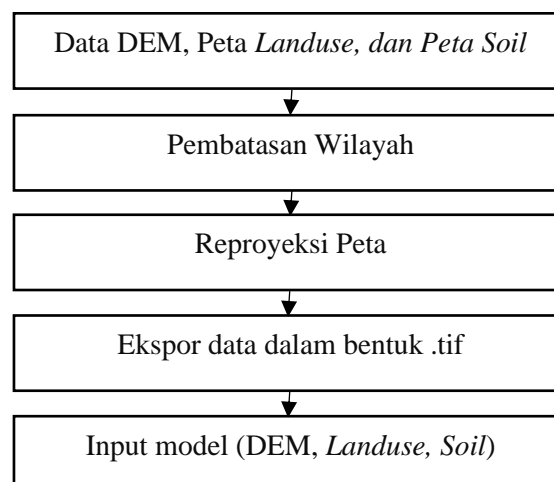 Data DEM, Peta Landuse, dan Peta Soil
Pembatasan Wilayah
Reproyeksi Peta
Ekspor data dalam bentuk .tif
Input model (DEM, Landuse, Soil)